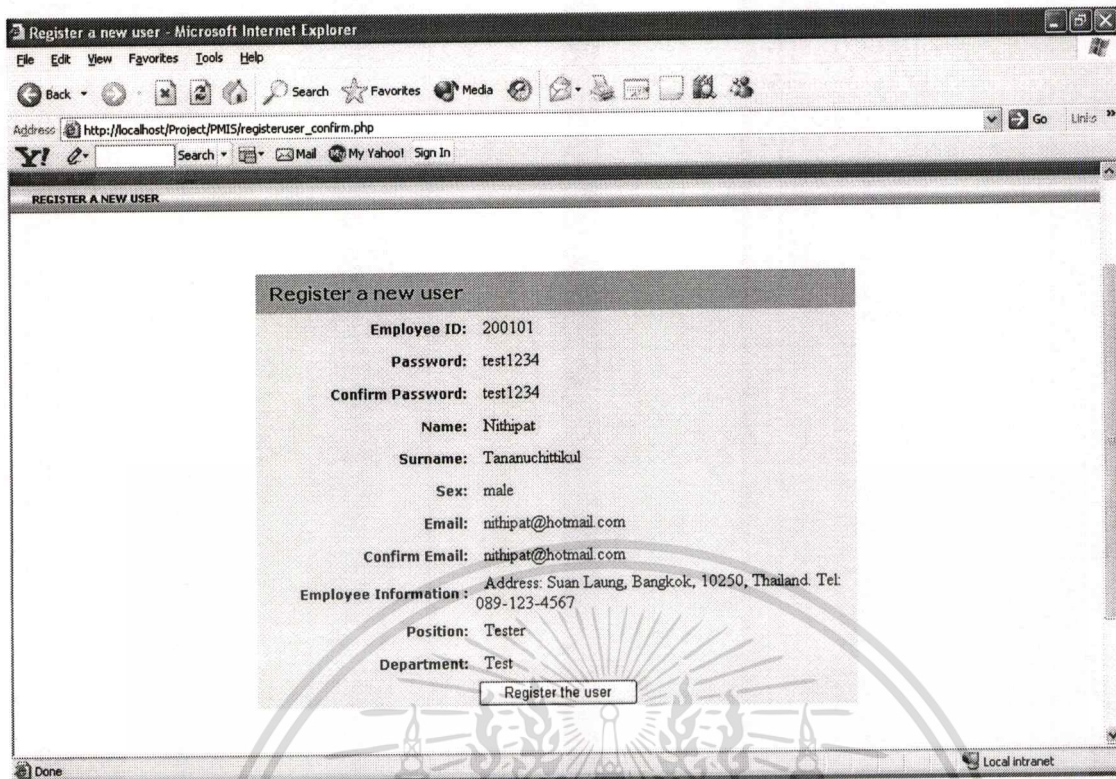 Register a new user - Microsoft Internet Explorer
File Edit View Favorites Tools Help
Back Search Favorites Media
Address http://localhost/Project/PMIS/registeruser_confirm.php Go Links »
Y! Search Mail My Yahoo! Sign In
REGISTER A NEW USER
Register a new user
Employee ID: 200101
Password: test1234
Confirm Password: test1234
Name: Nithipat
Surname: Tananuchittikul
Sex: male
Email: nithipat@hotmail.com
Confirm Email: nithipat@hotmail.com
Employee Information : Address: Suan Laung, Bangkok, 10250, Thailand. Tel:
089-123-4567
Position: Tester
Department: Test
Register the user
Done Local intranet